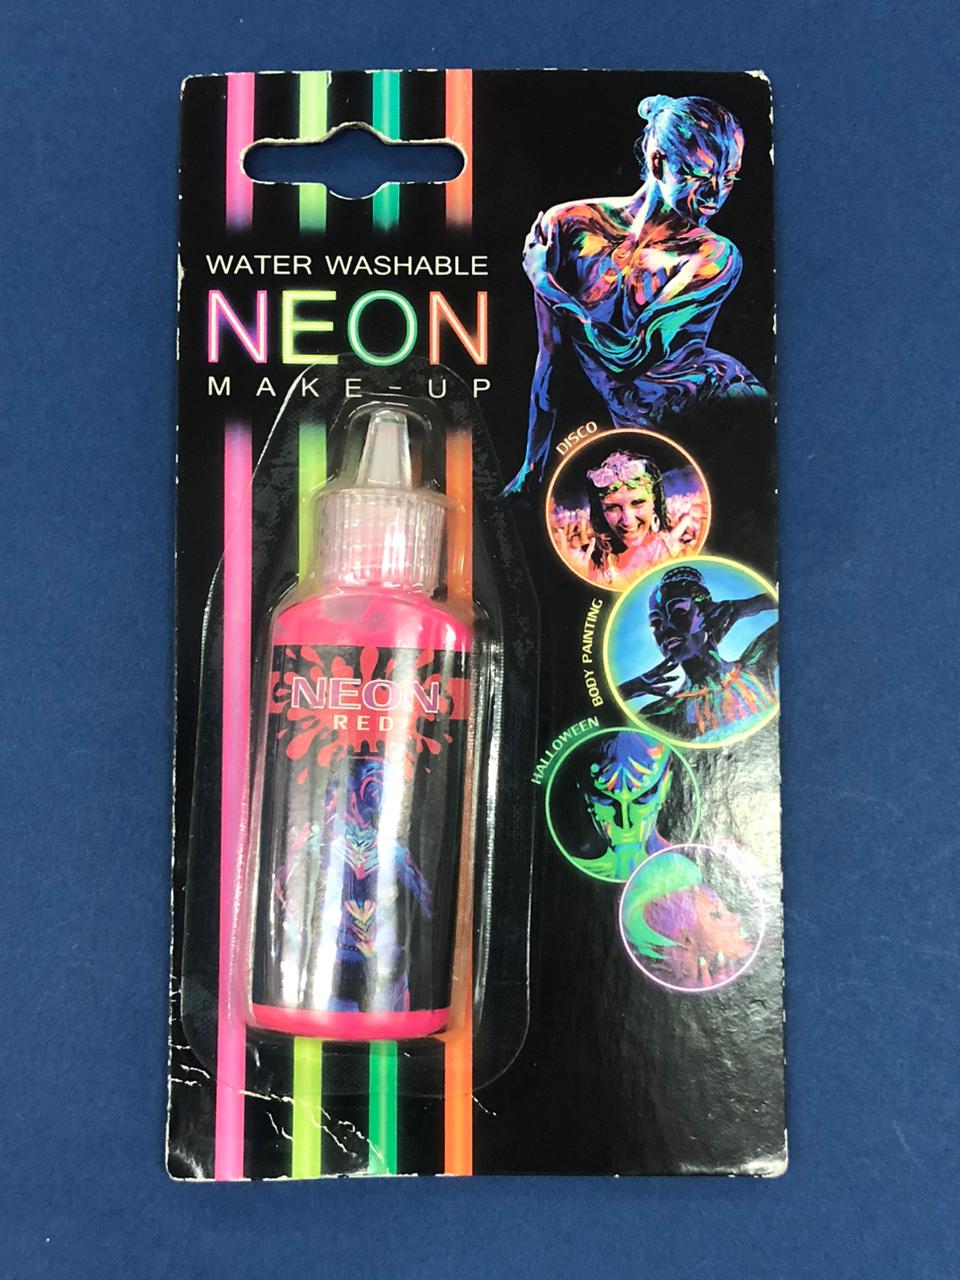 WATER WASHABLE
NEON
MAKE-UP
DISCO
BODY PAINTING
HALLOWEEN
NEON
RED